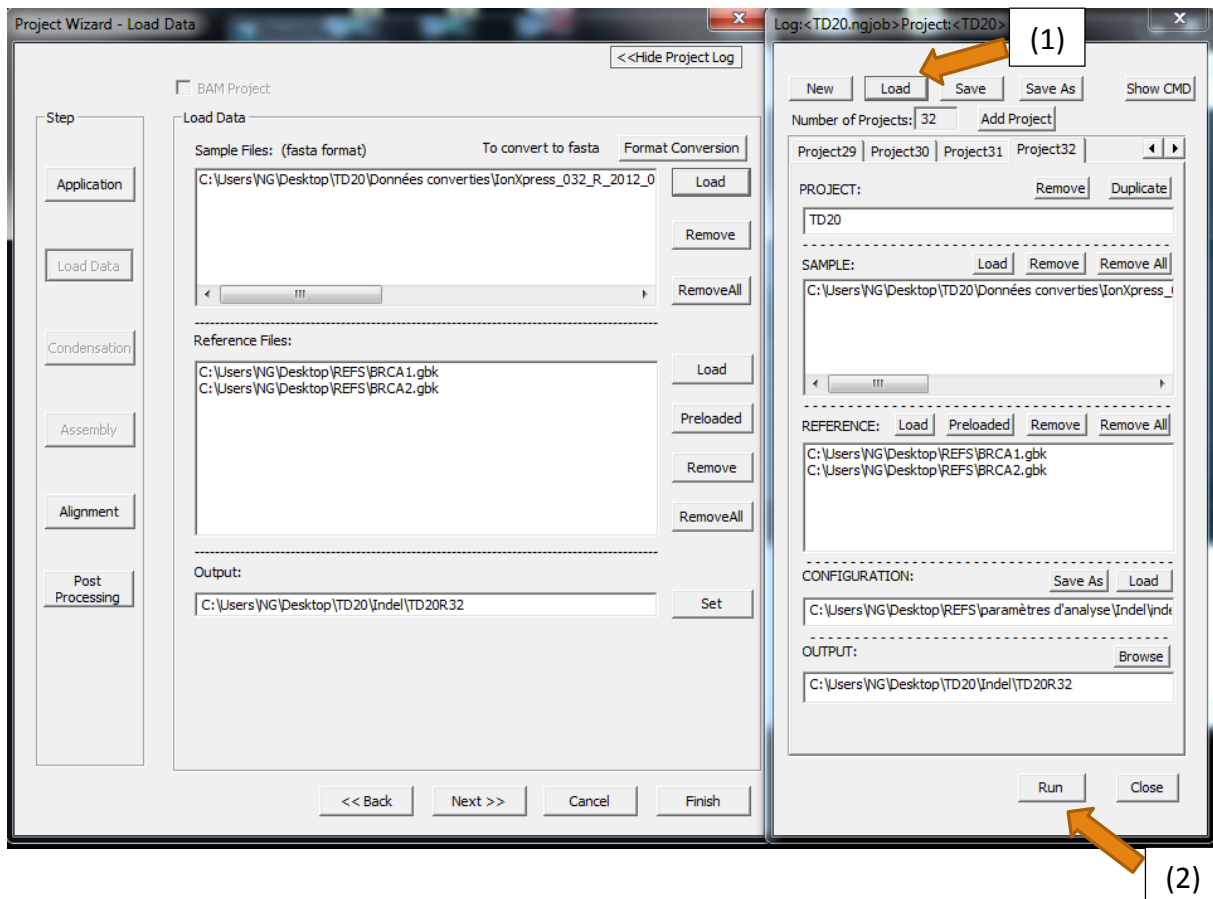 Project Wizard - Load Data
x
<<Hide Project Log
BAM Project
Step
Application
Load Data
Condensation
Assembly
Alignment
Post
Processing
Load Data
Sample Files: (fasta format)
To convert to fasta
Format Conversion
C:\Users\NG\Desktop\TD20\Données converties\IonXpress_032_R_2012_0
Load
Remove
RemoveAll
Reference Files:
C:\Users\NG\Desktop\REFS\BRCA1.gbk
C:\Users\NG\Desktop\REFS\BRCA2.gbk
Load
Preloaded
Remove
RemoveAll
Output:
C:\Users\NG\Desktop\TD20\Indel\TD20R32
Set
<< Back
Next >>
Cancel
Finish
Log:<TD20.ngjob>Project:<TD20>
x
(1)
New
Load
Save
Save As
Show CMD
Number of Projects: 32
Add Project
Project29
Project30
Project31
Project32
PROJECT:
Remove
Duplicate
TD20
SAMPLE:
Load
Remove
Remove All
C:\Users\NG\Desktop\TD20\Données converties\IonXpress_
REFERENCE:
Load
Preloaded
Remove
Remove All
C:\Users\NG\Desktop\REFS\BRCA1.gbk
C:\Users\NG\Desktop\REFS\BRCA2.gbk
CONFIGURATION:
Save As
Load
C:\Users\NG\Desktop\REFS\paramètres d'analyse\Indel\inde
OUTPUT:
Browse
C:\Users\NG\Desktop\TD20\Indel\TD20R32
Run
Close
(2)